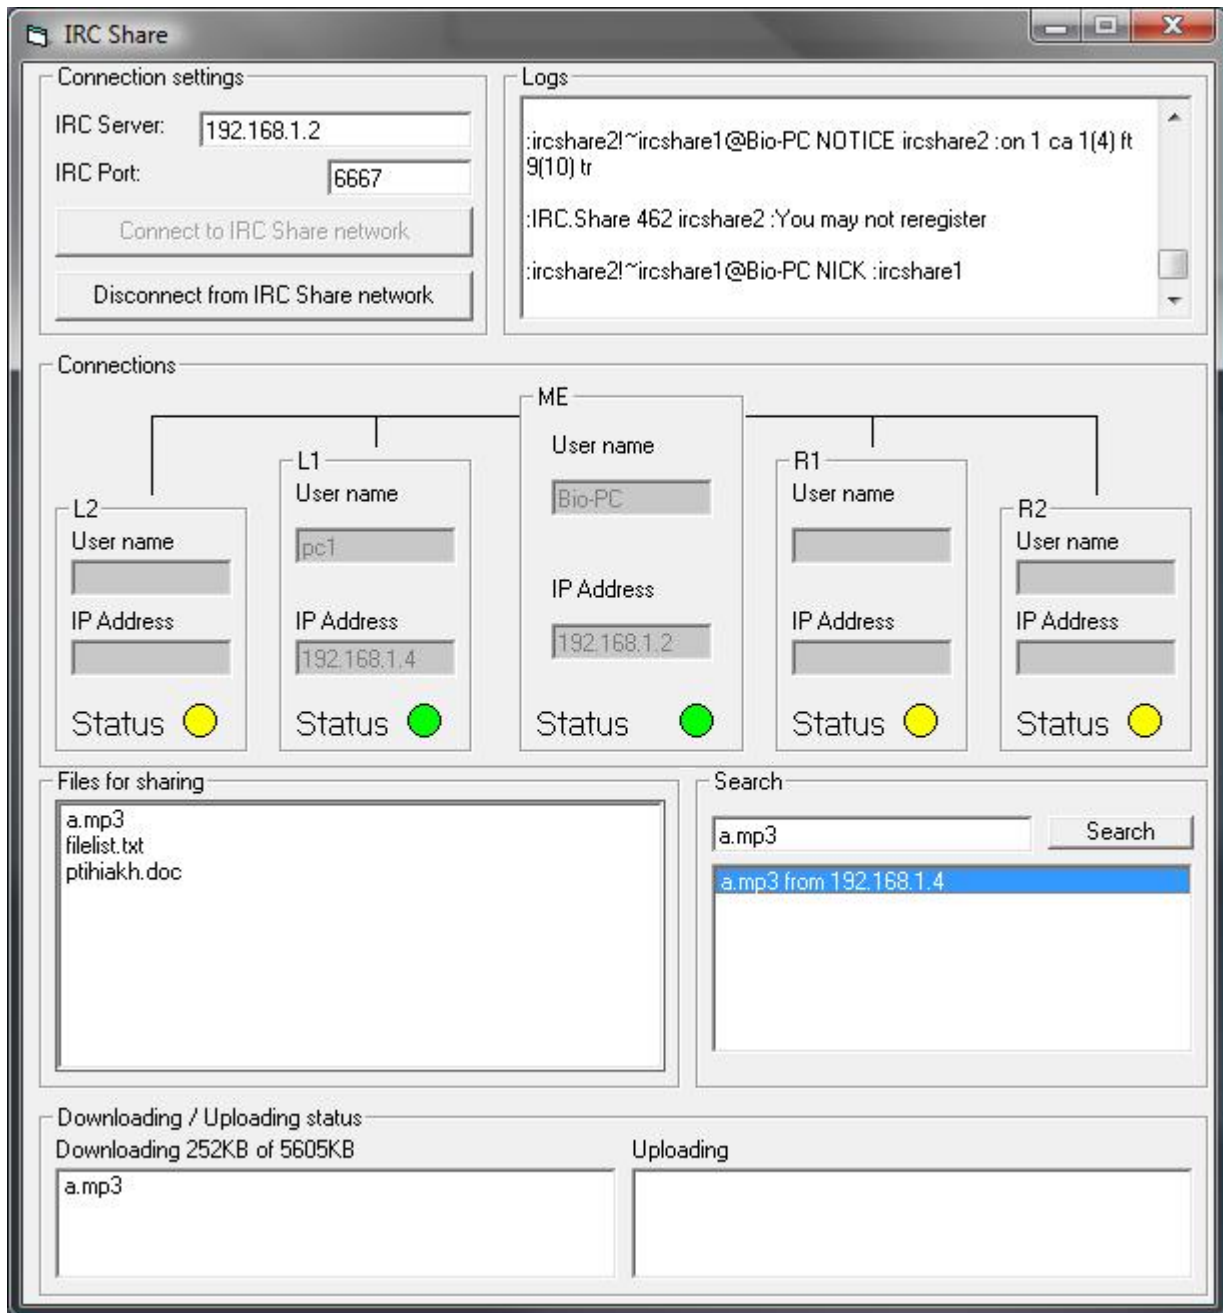 IRC Share
Connection settings
IRC Server:
192.168.1.2
IRC Port:
6667
Connect to IRC Share network
Disconnect from IRC Share network
Logs
:ircshare2!~ircshare1@Bio-PC NOTICE ircshare2 :on 1 ca 1(4) ft
9(10) tr
:IRC.Share 462 ircshare2 :You may not reregister
:ircshare2!~ircshare1@Bio-PC NICK :ircshare1
Connections
L2
User name
IP Address
Status
L1
User name
pc1
IP Address
192.168.1.4
Status
ME
User name
Bio-PC
IP Address
192.168.1.2
Status
R1
User name
IP Address
Status
R2
User name
IP Address
Status
Files for sharing
a.mp3
filelist.txt
ptihiakh.doc
Search
a.mp3
Search
a.mp3 from 192.168.1.4
Downloading / Uploading status
Downloading 252KB of 5605KB
a.mp3
Uploading